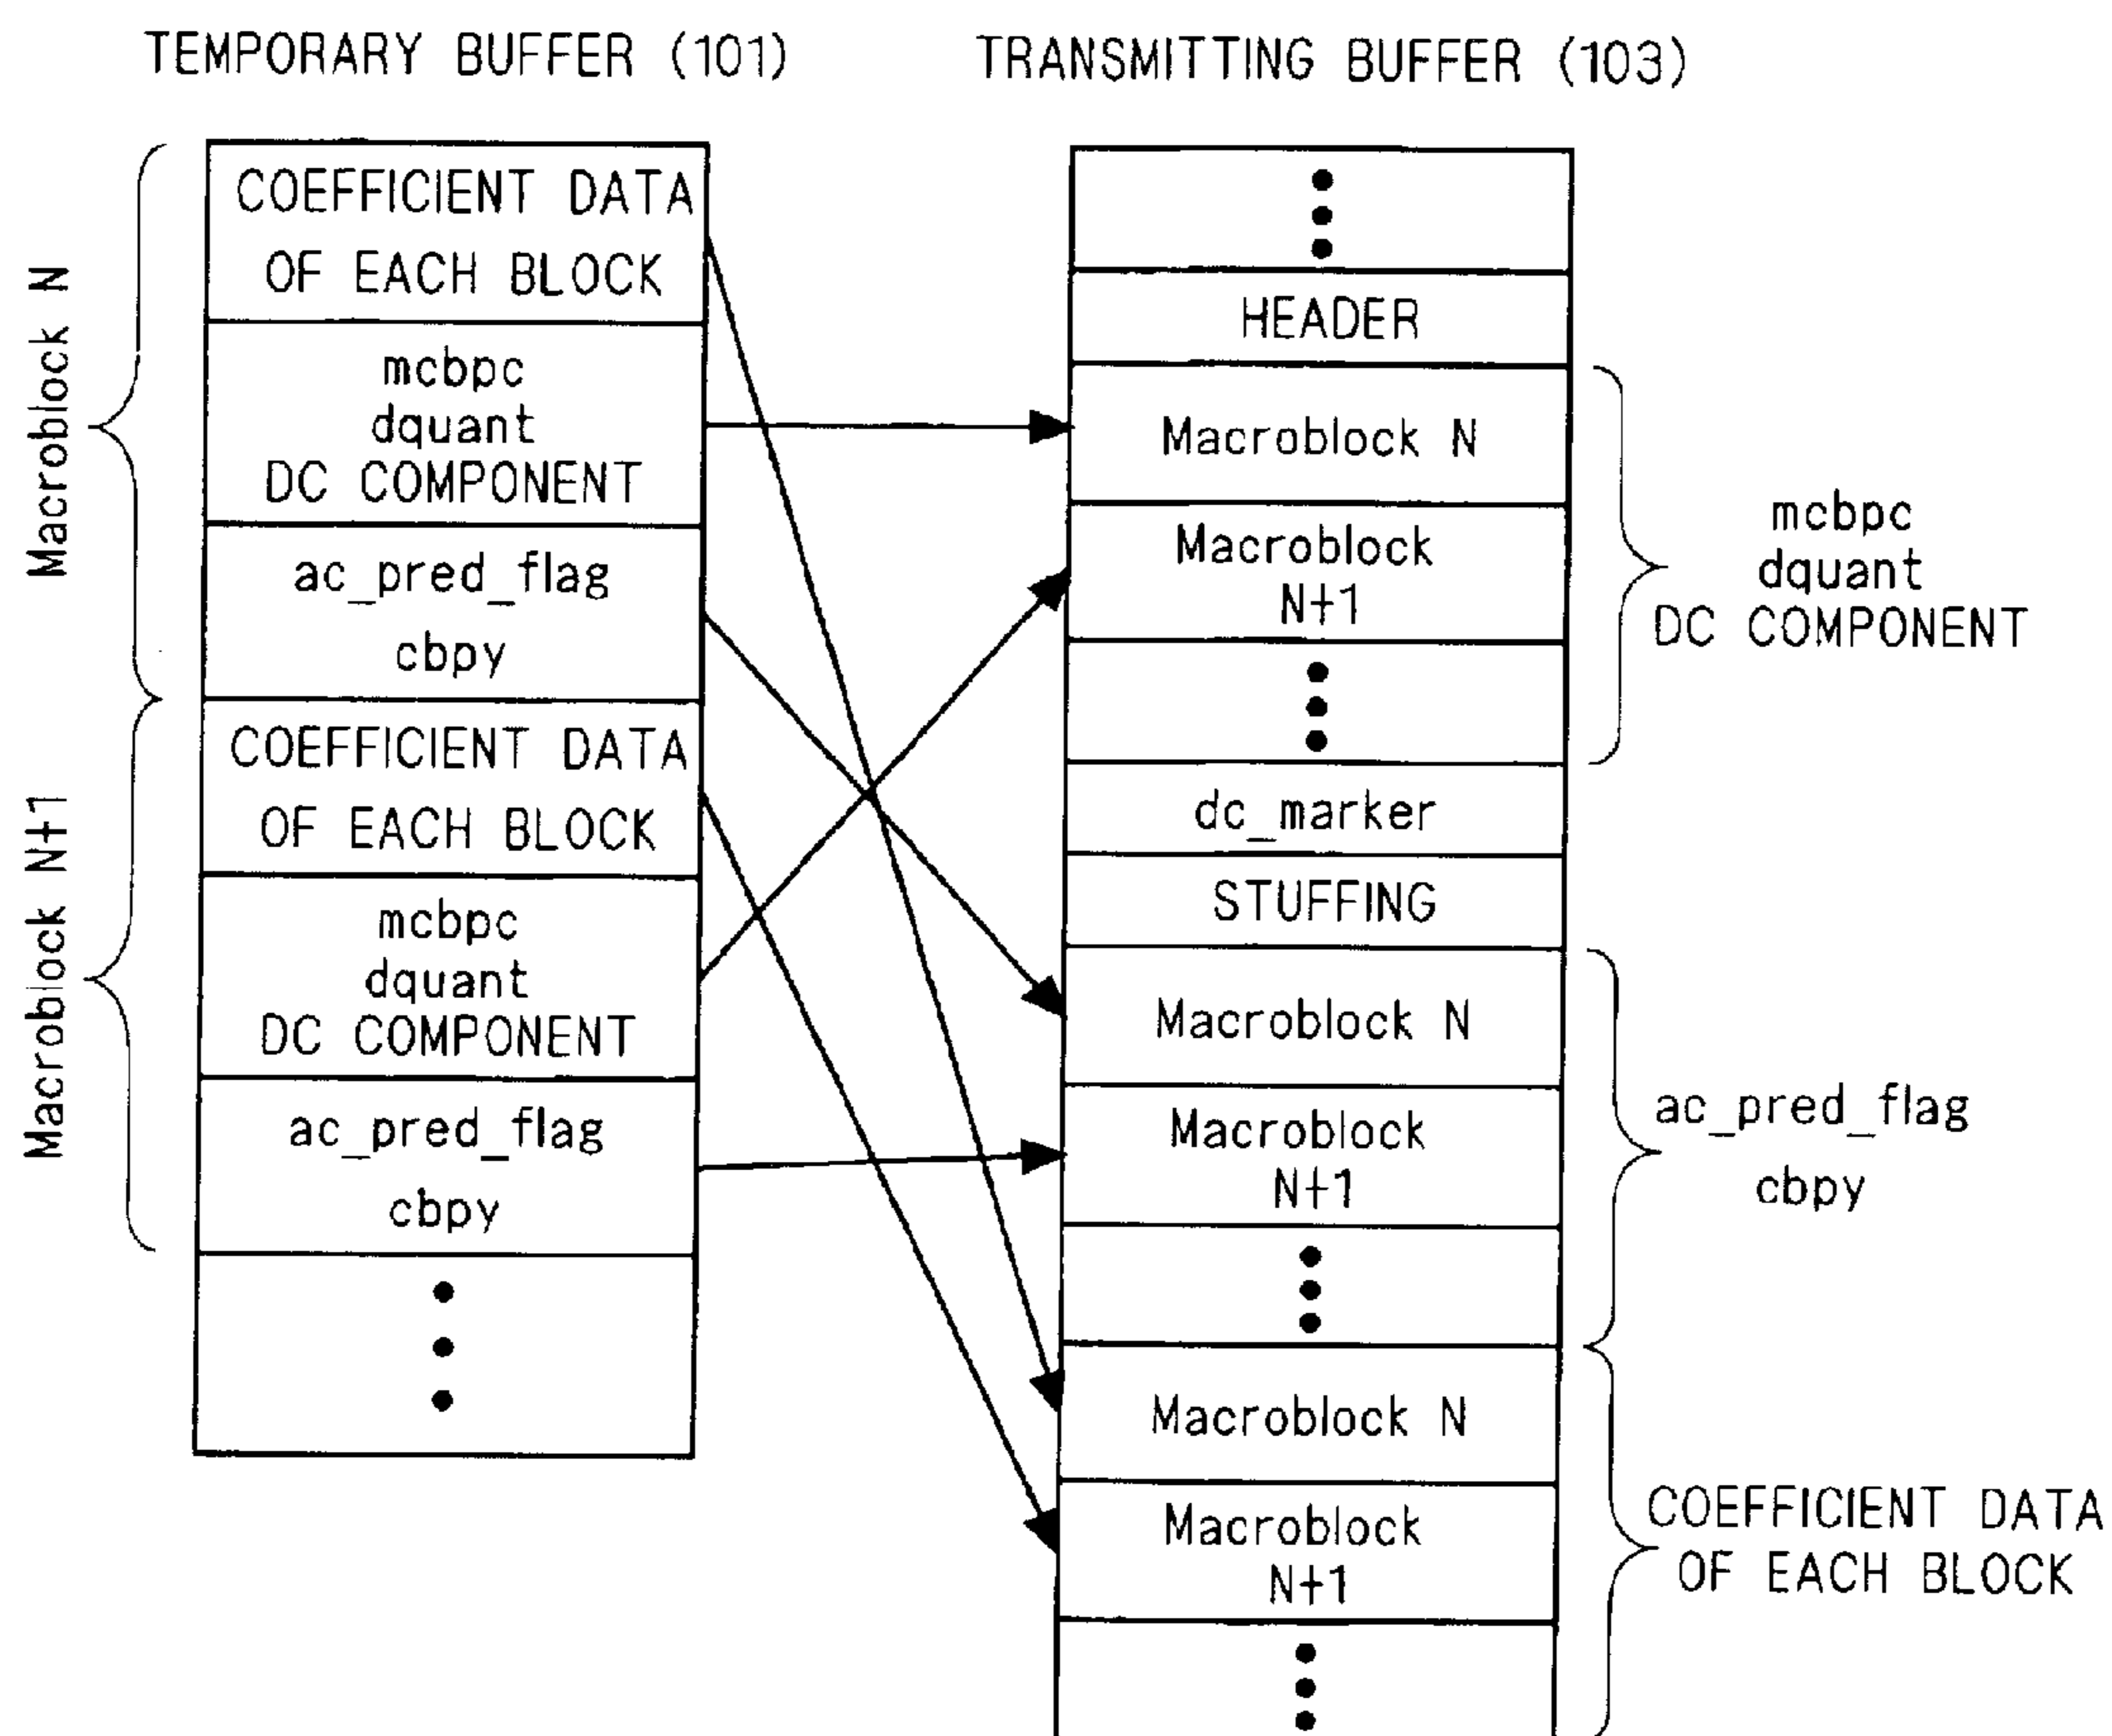 TEMPORARY BUFFER (101)
Macroblock N
COEFFICIENT DATA
OF EACH BLOCK
mcbpc
dquant
DC COMPONENT
ac_pred_flag
cbpy
Macroblock N+1
COEFFICIENT DATA
OF EACH BLOCK
mcbpc
dquant
DC COMPONENT
ac_pred_flag
cbpy
TRANSMITTING BUFFER (103)
HEADER
Macroblock N
Macroblock
N+1
mcbpc
dquant
DC COMPONENT
dc_marker
STUFFING
Macroblock N
Macroblock
N+1
ac_pred_flag
cbpy
Macroblock N
Macroblock
N+1
COEFFICIENT DATA
OF EACH BLOCK